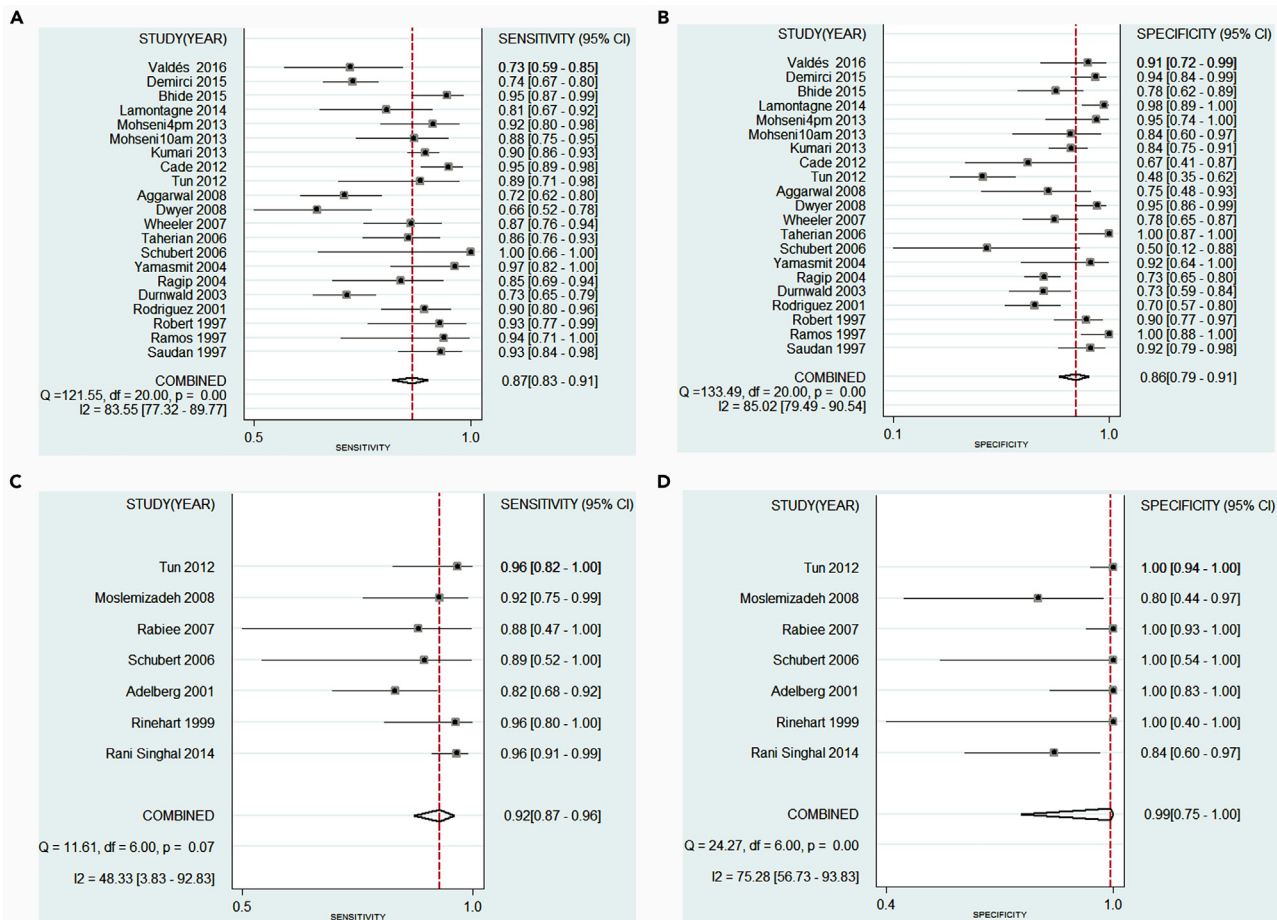 A
STUDY(YEAR) SENSITIVITY (95% CI)
Valdés 2016 0.73 [0.59 - 0.85]
Demirci 2015 0.74 [0.67 - 0.80]
Bhide 2015 0.95 [0.87 - 0.99]
Lamontagne 2014 0.81 [0.67 - 0.92]
Mohseni4pm 2013 0.92 [0.80 - 0.98]
Mohseni10am 2013 0.88 [0.75 - 0.95]
Kumari 2013 0.90 [0.86 - 0.93]
Cade 2012 0.95 [0.89 - 0.98]
Tun 2012 0.89 [0.71 - 0.98]
Aggarwal 2008 0.72 [0.62 - 0.80]
Dwyer 2008 0.66 [0.52 - 0.78]
Wheeler 2007 0.87 [0.76 - 0.94]
Taherian 2006 0.86 [0.76 - 0.93]
Schubert 2006 1.00 [0.66 - 1.00]
Yamasmit 2004 0.97 [0.82 - 1.00]
Ragip 2004 0.85 [0.69 - 0.94]
Durnwald 2003 0.73 [0.65 - 0.79]
Rodriguez 2001 0.90 [0.80 - 0.96]
Robert 1997 0.93 [0.77 - 0.99]
Ramos 1997 0.94 [0.71 - 1.00]
Saudan 1997 0.93 [0.84 - 0.98]
COMBINED 0.87[0.83 - 0.91]
Q =121.55, df = 20.00, p = 0.00
I2 = 83.55 [77.32 - 89.77]
0.5 1.0
SENSITIVITY
B
STUDY(YEAR) SPECIFICITY (95% CI)
Valdés 2016 0.91 [0.72 - 0.99]
Demirci 2015 0.94 [0.84 - 0.99]
Bhide 2015 0.78 [0.62 - 0.89]
Lamontagne 2014 0.98 [0.89 - 1.00]
Mohseni4pm 2013 0.95 [0.74 - 1.00]
Mohseni10am 2013 0.84 [0.60 - 0.97]
Kumari 2013 0.84 [0.75 - 0.91]
Cade 2012 0.67 [0.41 - 0.87]
Tun 2012 0.48 [0.35 - 0.62]
Aggarwal 2008 0.75 [0.48 - 0.93]
Dwyer 2008 0.95 [0.86 - 0.99]
Wheeler 2007 0.78 [0.65 - 0.87]
Taherian 2006 1.00 [0.87 - 1.00]
Schubert 2006 0.50 [0.12 - 0.88]
Yamasmit 2004 0.92 [0.64 - 1.00]
Ragip 2004 0.73 [0.65 - 0.80]
Durnwald 2003 0.73 [0.59 - 0.84]
Rodriguez 2001 0.70 [0.57 - 0.80]
Robert 1997 0.90 [0.77 - 0.97]
Ramos 1997 1.00 [0.88 - 1.00]
Saudan 1997 0.92 [0.79 - 0.98]
COMBINED 0.86[0.79 - 0.91]
Q =133.49, df = 20.00, p = 0.00
I2 = 85.02 [79.49 - 90.54]
0.1 1.0
SPECIFICITY
C
STUDY(YEAR) SENSITIVITY (95% CI)
Tun 2012 0.96 [0.82 - 1.00]
Moslemizadeh 2008 0.92 [0.75 - 0.99]
Rabiee 2007 0.88 [0.47 - 1.00]
Schubert 2006 0.89 [0.52 - 1.00]
Adelberg 2001 0.82 [0.68 - 0.92]
Rinehart 1999 0.96 [0.80 - 1.00]
Rani Singhal 2014 0.96 [0.91 - 0.99]
COMBINED 0.92[0.87 - 0.96]
Q = 11.61, df = 6.00, p = 0.07
I2 = 48.33 [3.83 - 92.83]
0.5 1.0
SENSITIVITY
D
STUDY(YEAR) SPECIFICITY (95% CI)
Tun 2012 1.00 [0.94 - 1.00]
Moslemizadeh 2008 0.80 [0.44 - 0.97]
Rabiee 2007 1.00 [0.93 - 1.00]
Schubert 2006 1.00 [0.54 - 1.00]
Adelberg 2001 1.00 [0.83 - 1.00]
Rinehart 1999 1.00 [0.40 - 1.00]
Rani Singhal 2014 0.84 [0.60 - 0.97]
COMBINED 0.99[0.75 - 1.00]
Q = 24.27, df = 6.00, p = 0.00
I2 = 75.28 [56.73 - 93.83]
0.4 1.0
SPECIFICITY